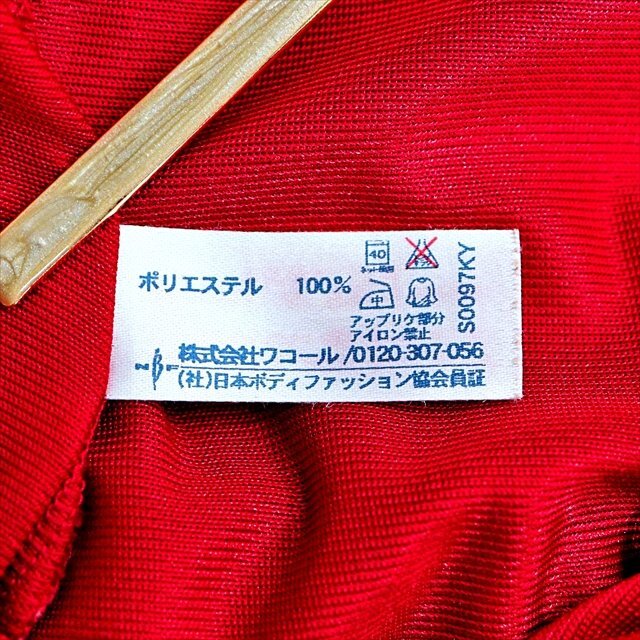 ポリエステル 100%
40
ネット使用
中
アップリケ部分
アイロン禁止
S0097KY
株式会社ワコール/0120-307-056
(社)日本ボディファッション協会員証